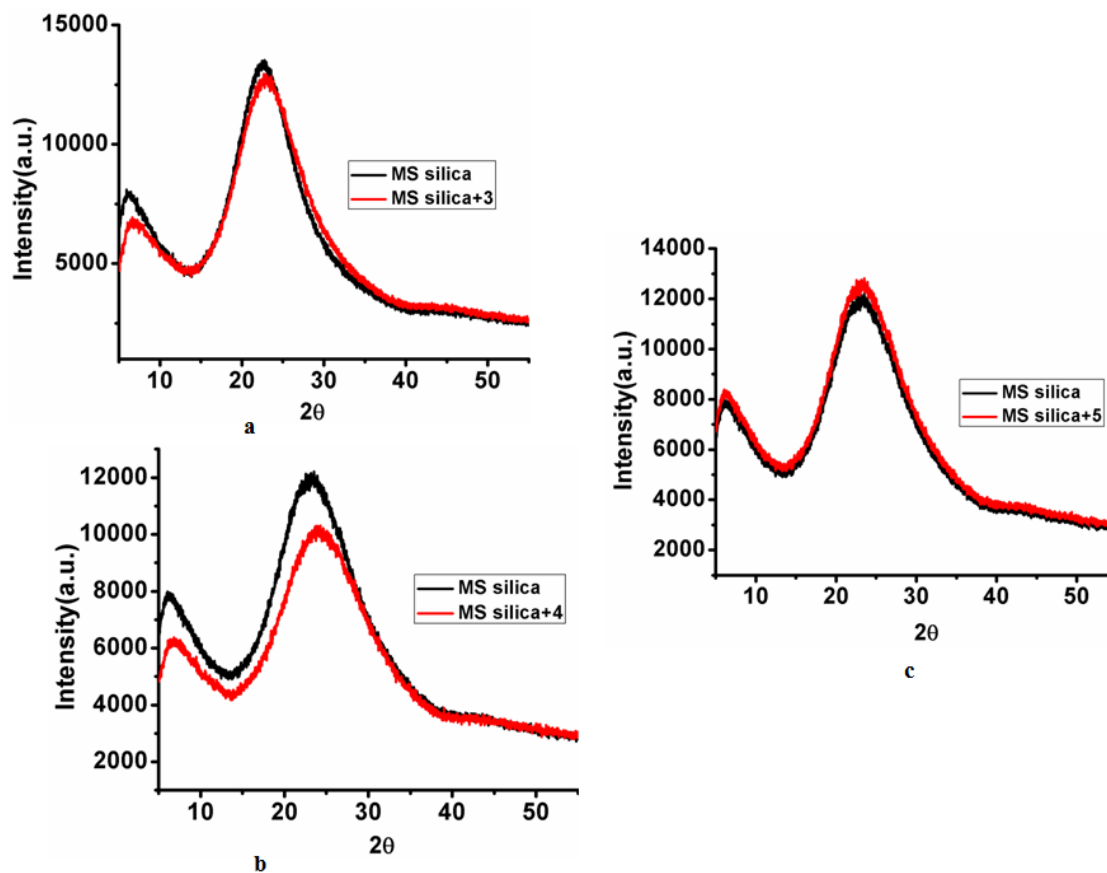 15000
10000
5000
Intensity(a.u.)
MS silica
MS silica+3
10 20 30 40 50
2θ
a
12000
10000
8000
6000
4000
2000
Intensity(a.u.)
MS silica
MS silica+4
10 20 30 40 50
2θ
b
14000
12000
10000
8000
6000
4000
2000
Intensity(a.u.)
MS silica
MS silica+5
10 20 30 40 50
2θ
c